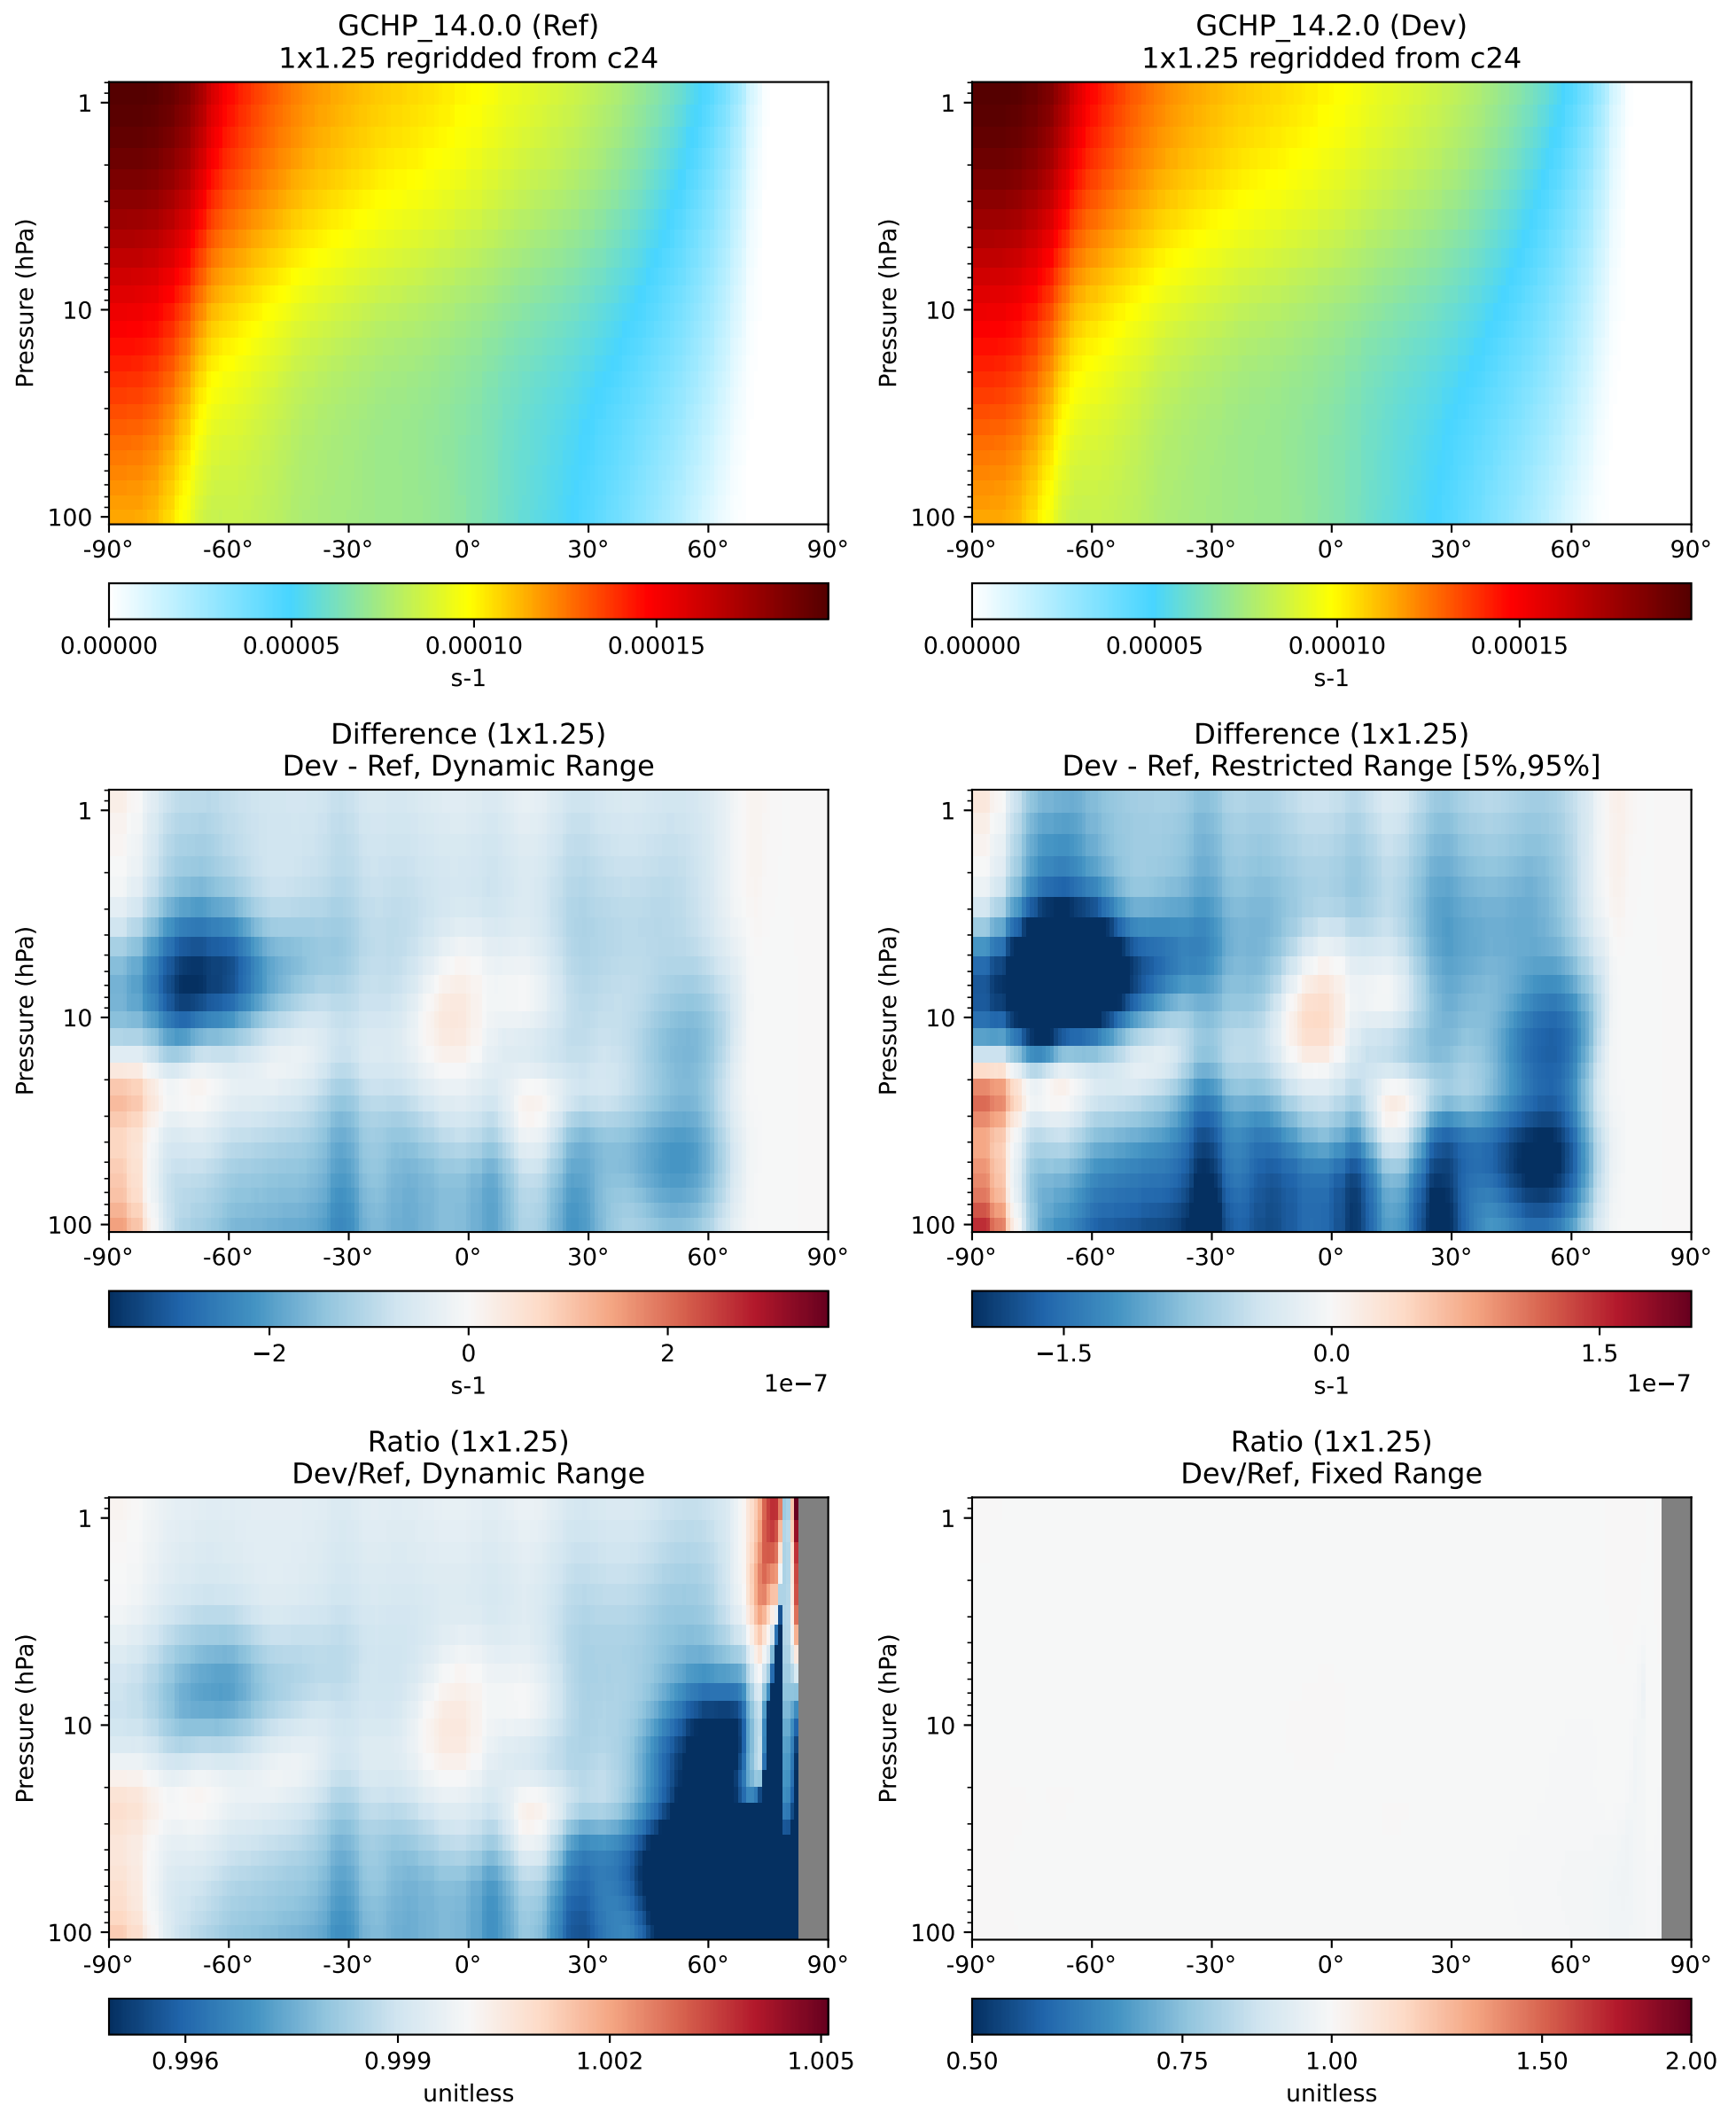 GCHP_14.0.0 (Ref)
1x1.25 regridded from c24
Pressure (hPa)
1
10
100
-90° -60° -30° 0° 30° 60° 90°
0.00000 0.00005 0.00010 0.00015
s-1
GCHP_14.2.0 (Dev)
1x1.25 regridded from c24
Pressure (hPa)
1
10
100
-90° -60° -30° 0° 30° 60° 90°
0.00000 0.00005 0.00010 0.00015
s-1
Difference (1x1.25)
Dev - Ref, Dynamic Range
Pressure (hPa)
1
10
100
-90° -60° -30° 0° 30° 60° 90°
−2 0 2
1e−7
s-1
Difference (1x1.25)
Dev - Ref, Restricted Range [5%,95%]
Pressure (hPa)
1
10
100
-90° -60° -30° 0° 30° 60° 90°
−1.5 0.0 1.5
1e−7
s-1
Ratio (1x1.25)
Dev/Ref, Dynamic Range
Pressure (hPa)
1
10
100
-90° -60° -30° 0° 30° 60° 90°
0.996 0.999 1.002 1.005
unitless
Ratio (1x1.25)
Dev/Ref, Fixed Range
Pressure (hPa)
1
10
100
-90° -60° -30° 0° 30° 60° 90°
0.50 0.75 1.00 1.50 2.00
unitless